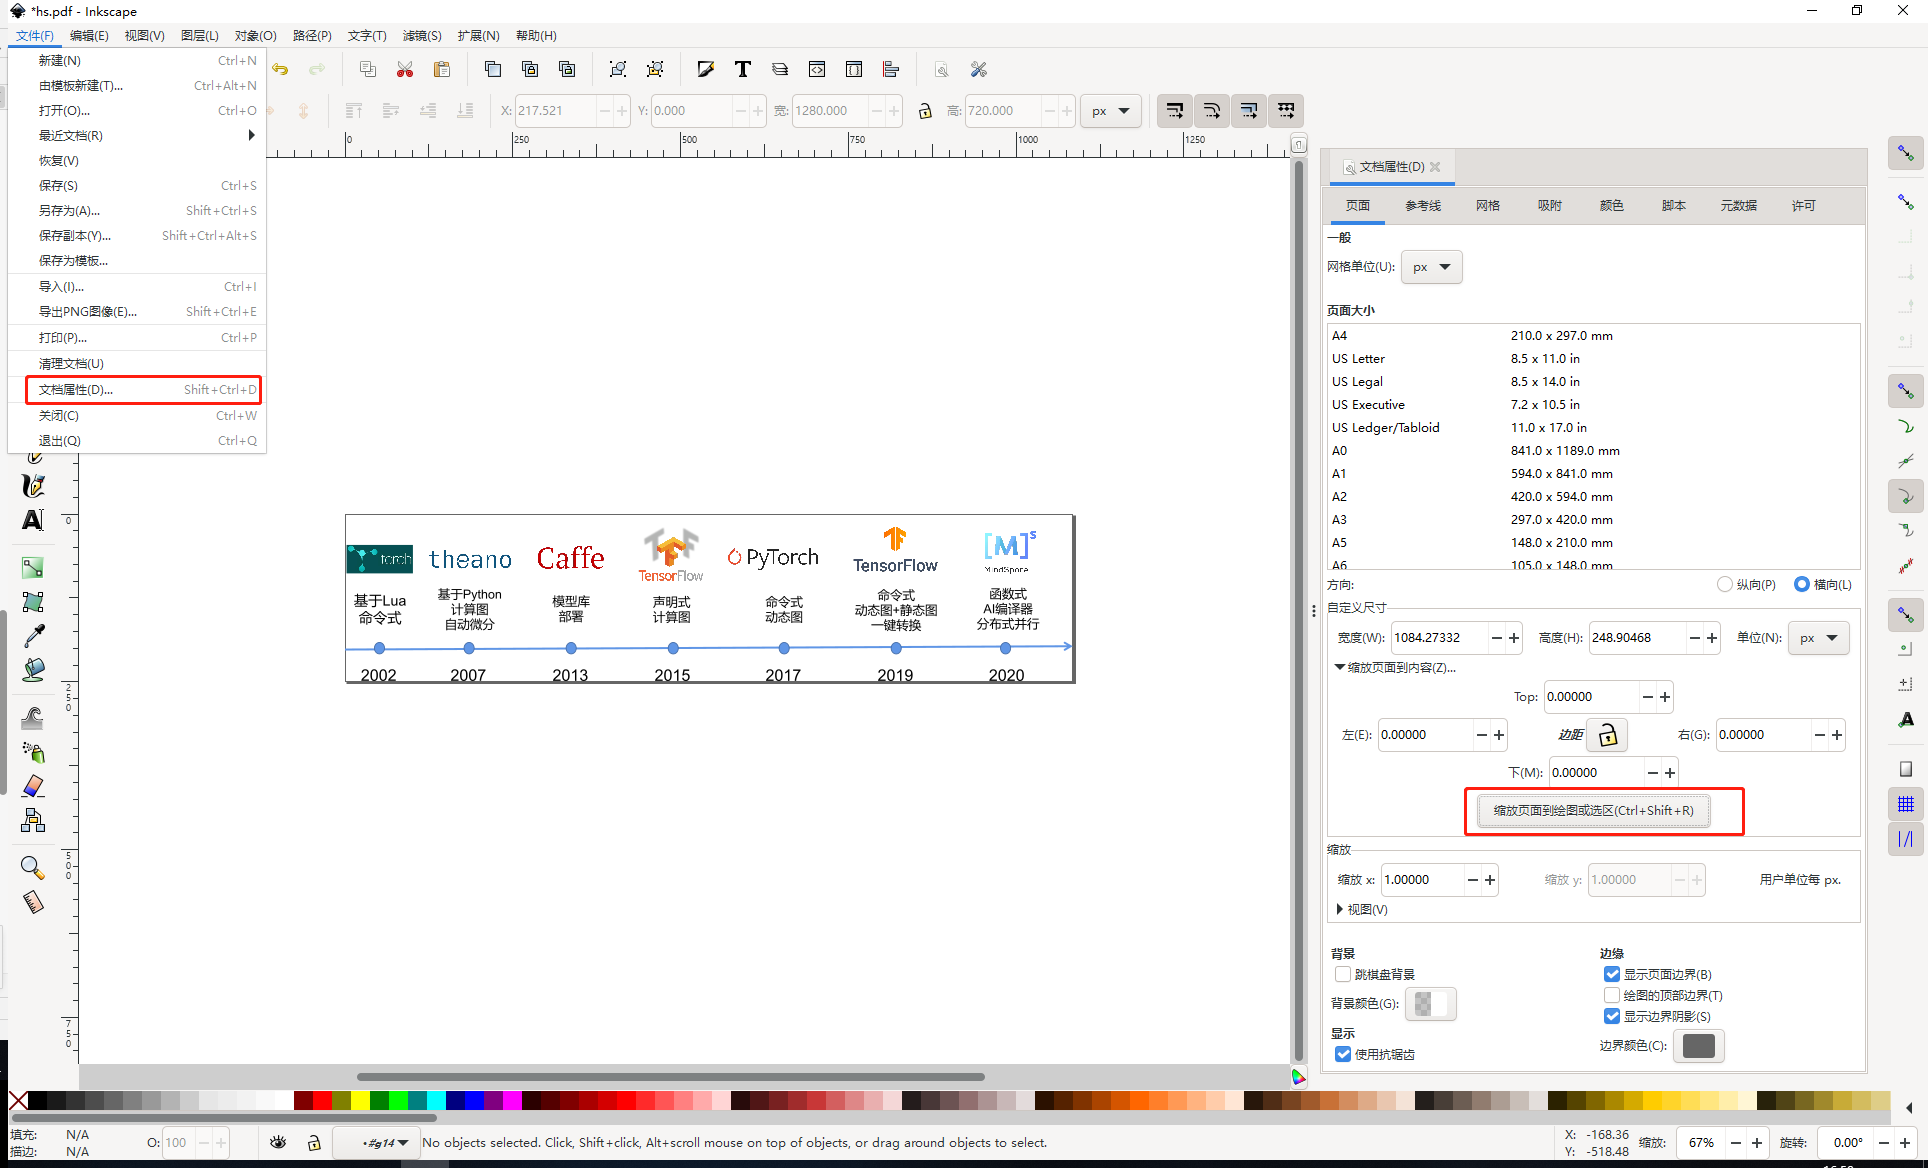 *hs.pdf - Inkscape
文件(F) 编辑(E) 视图(V) 图层(L) 对象(O) 路径(P) 文字(T) 滤镜(S) 扩展(N) 帮助(H)
新建(N) Ctrl+N
由模板新建(T)... Ctrl+Alt+N
打开(O)... Ctrl+O
最近文档(R)
恢复(V)
保存(S) Ctrl+S
另存为(A)... Shift+Ctrl+S
保存副本(Y)... Shift+Ctrl+Alt+S
保存为模板...
导入(I)... Ctrl+I
导出PNG图像(E)... Shift+Ctrl+E
打印(P)... Ctrl+P
清理文档(U)
文档属性(D)... Shift+Ctrl+D
关闭(C) Ctrl+W
退出(Q) Ctrl+Q
X: 217.521 Y: 0.000 宽: 1280.000 高: 720.000 px
0 250 500 750 1000 1250
0
250
500
750
torch theano Caffe TensorFlow PyTorch TensorFlow [M]s MindSpore
基于Lua
命令式
基于Python
计算图
自动微分
模型库
部署
声明式
计算图
命令式
动态图
命令式
动态图+静态图
一键转换
函数式
AI编译器
分布式并行
2002 2007 2013 2015 2017 2019 2020
文档属性(D)
页面 参考线 网格 吸附 颜色 脚本 元数据 许可
一般
网格单位(U): px
页面大小
A4 210.0 x 297.0 mm
US Letter 8.5 x 11.0 in
US Legal 8.5 x 14.0 in
US Executive 7.2 x 10.5 in
US Ledger/Tabloid 11.0 x 17.0 in
A0 841.0 x 1189.0 mm
A1 594.0 x 841.0 mm
A2 420.0 x 594.0 mm
A3 297.0 x 420.0 mm
A5 148.0 x 210.0 mm
A6 105.0 x 148.0 mm
方向: 纵向(P) 横向(L)
自定义尺寸
宽度(W): 1084.27332 高度(H): 248.90468 单位(N): px
缩放页面到内容(Z)...
Top: 0.00000
左(E): 0.00000 边距 右(G): 0.00000
下(M): 0.00000
缩放页面到绘图或选区(Ctrl+Shift+R)
缩放
缩放 x: 1.00000 缩放 y: 1.00000 用户单位每 px.
视图(V)
背景
跳棋盘背景
背景颜色(G):
显示
使用抗锯齿
边缘
显示页面边界(B)
绘图的顶部边界(T)
显示边界阴影(S)
边界颜色(C):
填充: N/A
描边: N/A
O: 100
•#g14
No objects selected. Click, Shift+click, Alt+scroll mouse on top of objects, or drag around objects to select.
X: -168.36
Y: -518.48
缩放: 67% 旋转: 0.00°